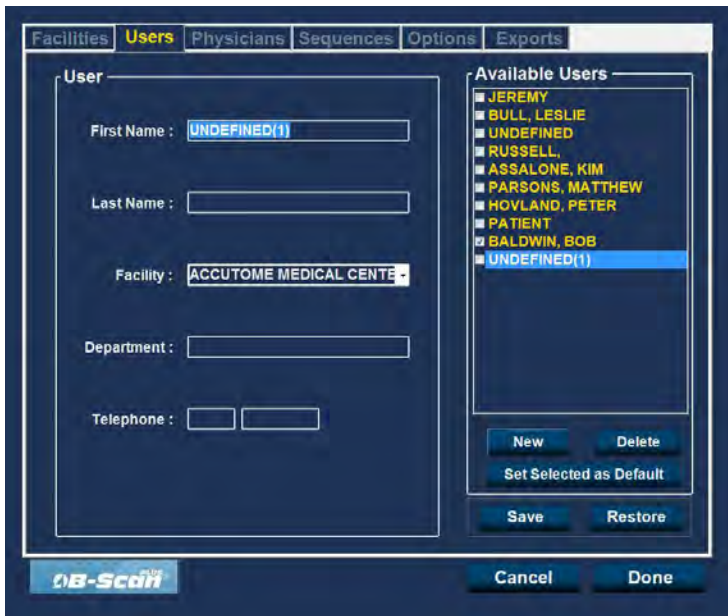 Facilities Users Physicians Sequences Options Exports
User
First Name : UNDEFINED(1)
Last Name :
Facility : ACCUTOME MEDICAL CENTE
Department :
Telephone :
Available Users
JEREMY
BULL, LESLIE
UNDEFINED
RUSSELL,
ASSALONE, KIM
PARSONS, MATTHEW
HOVLAND, PETER
PATIENT
BALDWIN, BOB
UNDEFINED(1)
New Delete
Set Selected as Default
Save Restore
B-Scan plus
Cancel Done